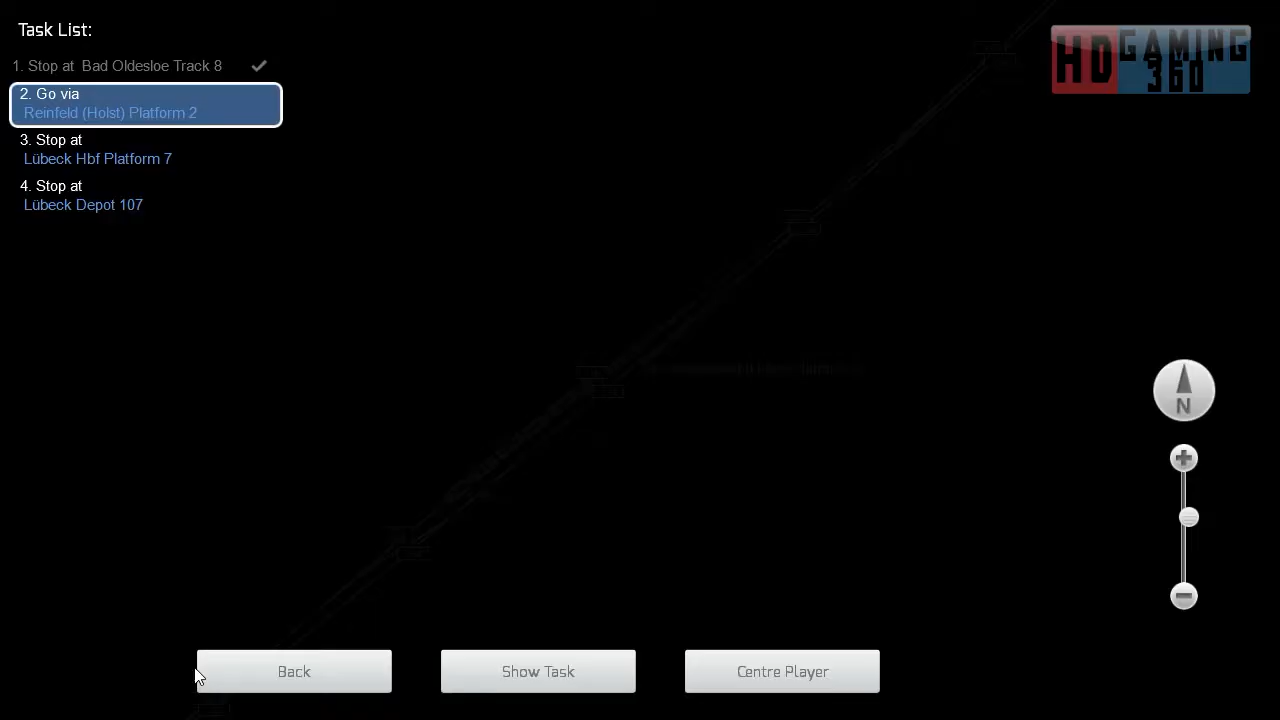 Task List:
1. Stop at Bad Oldesloe Track 8
2. Go via
Reinfeld (Holst) Platform 2
3. Stop at
Lübeck Hbf Platform 7
4. Stop at
Lübeck Depot 107
HD GAMING
360
N
Back
Show Task
Centre Player